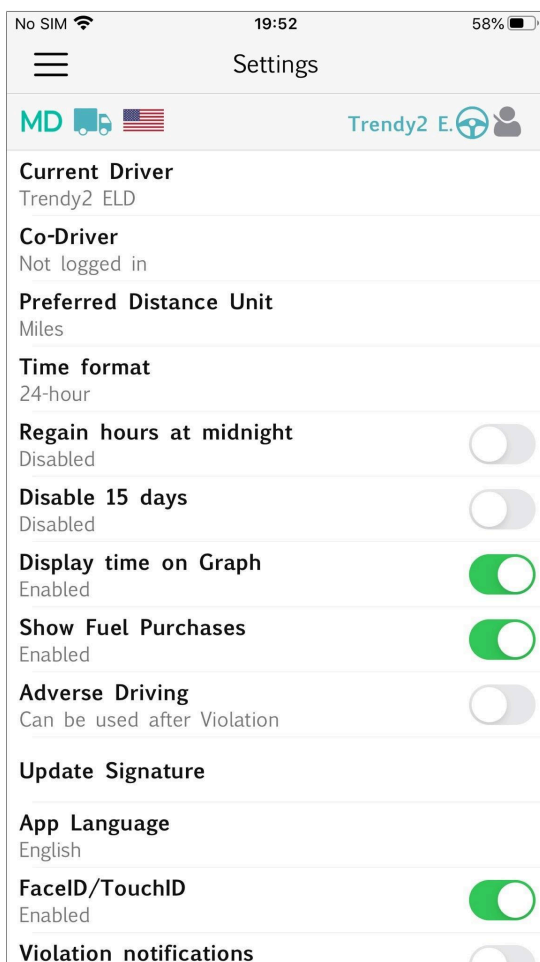 No SIM 19:52 58%
Settings
MD Trendy2 E.
Current Driver
Trendy2 ELD
Co-Driver
Not logged in
Preferred Distance Unit
Miles
Time format
24-hour
Regain hours at midnight
Disabled
Disable 15 days
Disabled
Display time on Graph
Enabled
Show Fuel Purchases
Enabled
Adverse Driving
Can be used after Violation
Update Signature
App Language
English
FaceID/TouchID
Enabled
Violation notifications